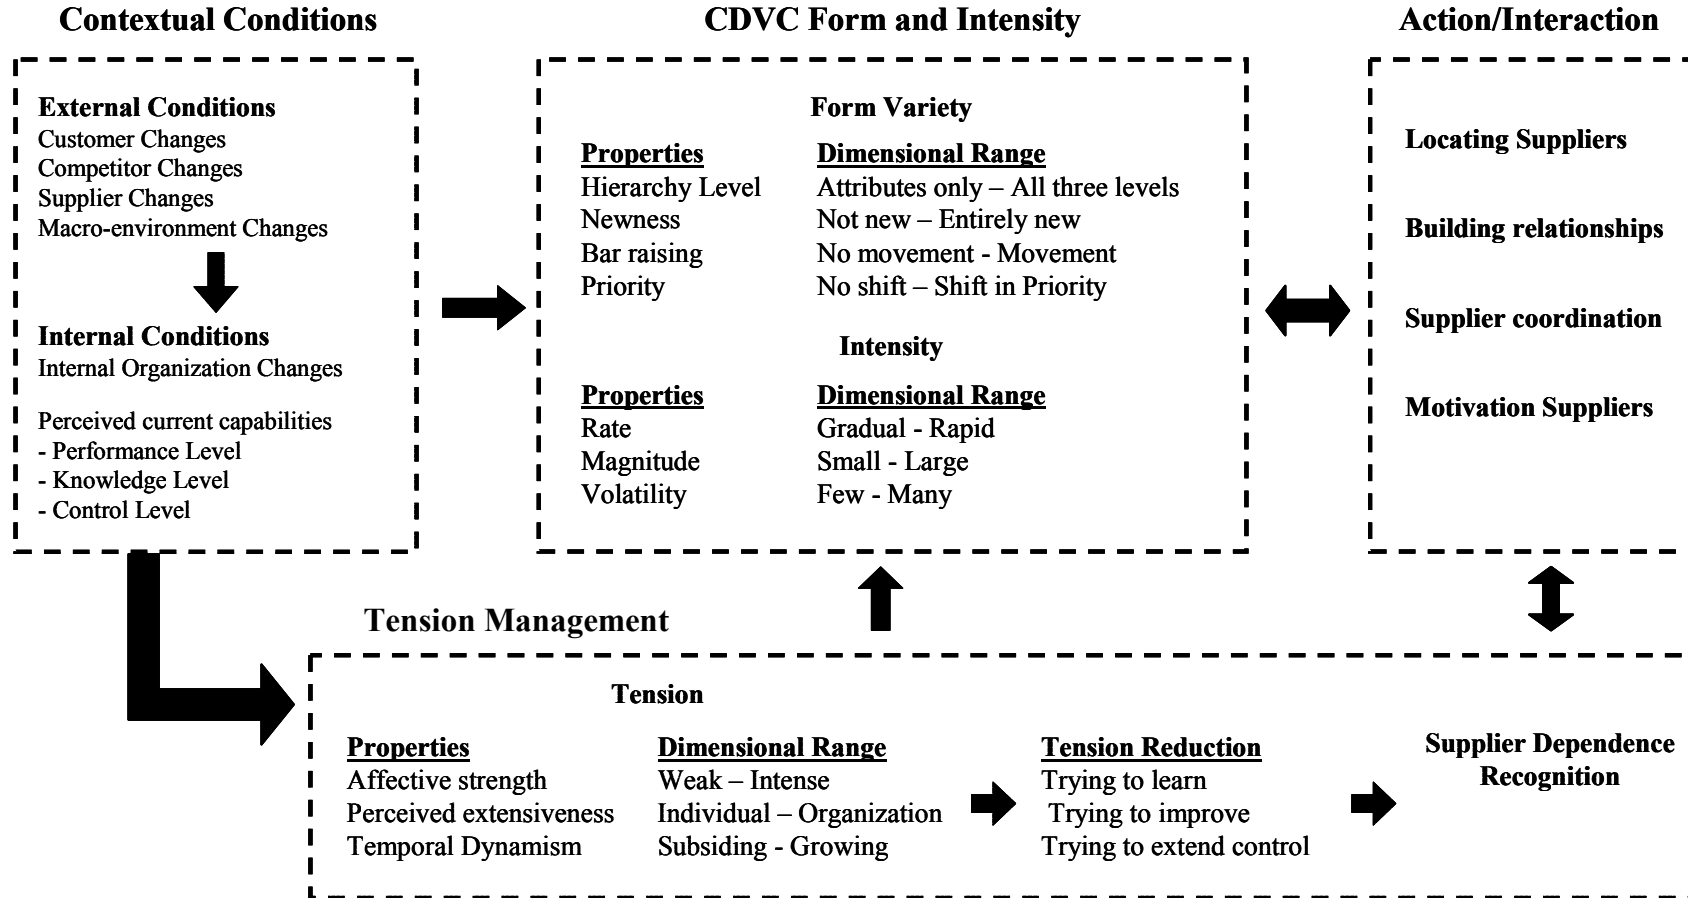 Contextual Conditions
External Conditions
Customer Changes
Competitor Changes
Supplier Changes
Macro-environment Changes
Internal Conditions
Internal Organization Changes
Perceived current capabilities
- Performance Level
- Knowledge Level
- Control Level
CDVC Form and Intensity
Form Variety
Properties Dimensional Range
Hierarchy Level Attributes only – All three levels
Newness Not new – Entirely new
Bar raising No movement - Movement
Priority No shift – Shift in Priority
Intensity
Properties Dimensional Range
Rate Gradual - Rapid
Magnitude Small - Large
Volatility Few - Many
Action/Interaction
Locating Suppliers
Building relationships
Supplier coordination
Motivation Suppliers
Tension Management
Tension
Properties Dimensional Range
Affective strength Weak – Intense
Perceived extensiveness Individual – Organization
Temporal Dynamism Subsiding - Growing
Tension Reduction
Trying to learn
Trying to improve
Trying to extend control
Supplier Dependence
Recognition